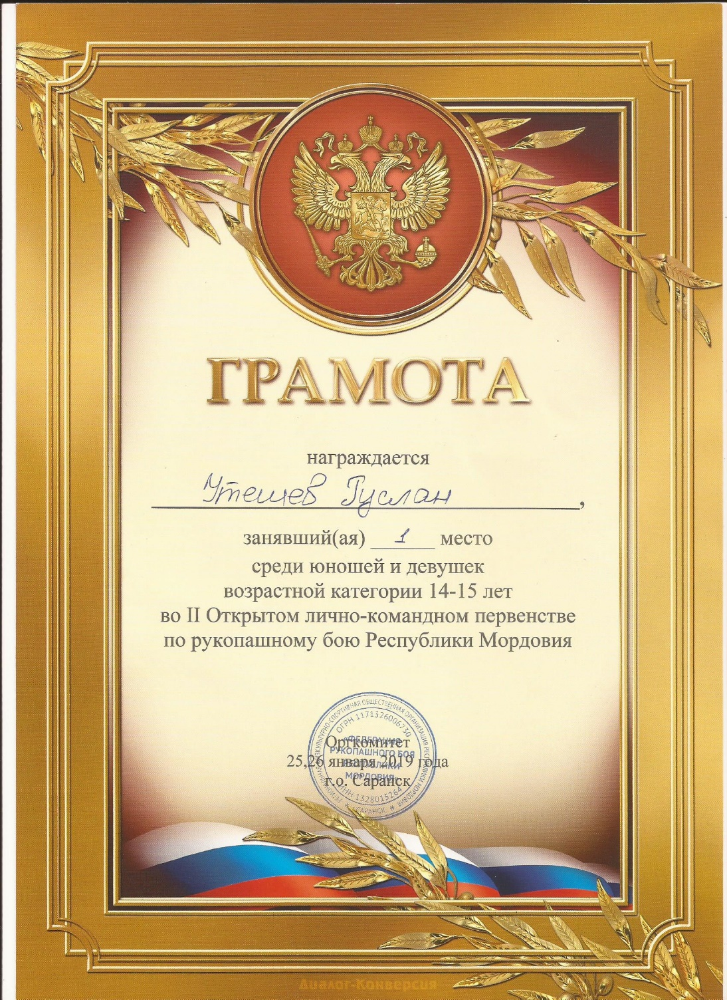 ГРАМОТА
награждается
Утешев Руслан,
занявший(ая) 1 место
среди юношей и девушек
возрастной категории 14-15 лет
во II Открытом лично-командном первенстве
по рукопашному бою Республики Мордовия
Оргкомитет
25,26 января 2019 года
г.о. Саранск
РЕГИОНАЛЬНАЯ ФИЗКУЛЬТУРНО-СПОРТИВНАЯ ОБЩЕСТВЕННАЯ ОРГАНИЗАЦИЯ РЕСПУБЛИКИ МОРДОВИЯ
* г.САРАНСК *
ОГРН 1171326006730
«ФЕДЕРАЦИЯ
РУКОПАШНОГО БОЯ
РЕСПУБЛИКИ
МОРДОВИЯ»
ИНН 1328015264
Диалог-Конверсия